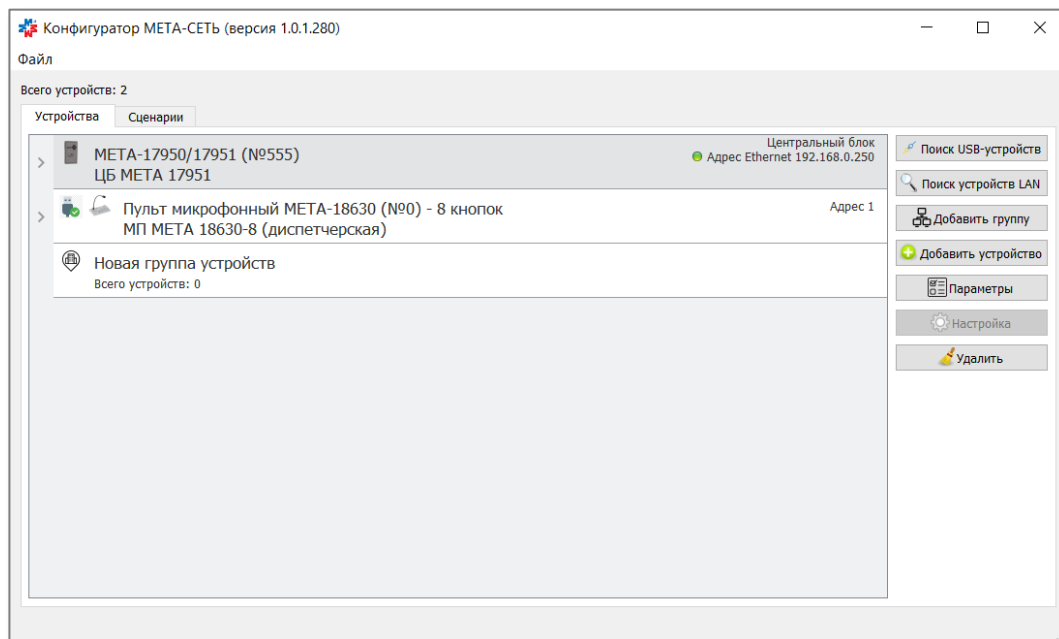 Конфигуратор МЕТА-СЕТЬ (версия 1.0.1.280)
Файл
Всего устройств: 2
Устройства
Сценарии
МЕТА-17950/17951 (№555)
ЦБ МЕТА 17951
Центральный блок
Адрес Ethernet 192.168.0.250
Пульт микрофонный МЕТА-18630 (№0) - 8 кнопок
МП МЕТА 18630-8 (диспетчерская)
Адрес 1
Новая группа устройств
Всего устройств: 0
Поиск USB-устройств
Поиск устройств LAN
Добавить группу
Добавить устройство
Параметры
Настройка
Удалить